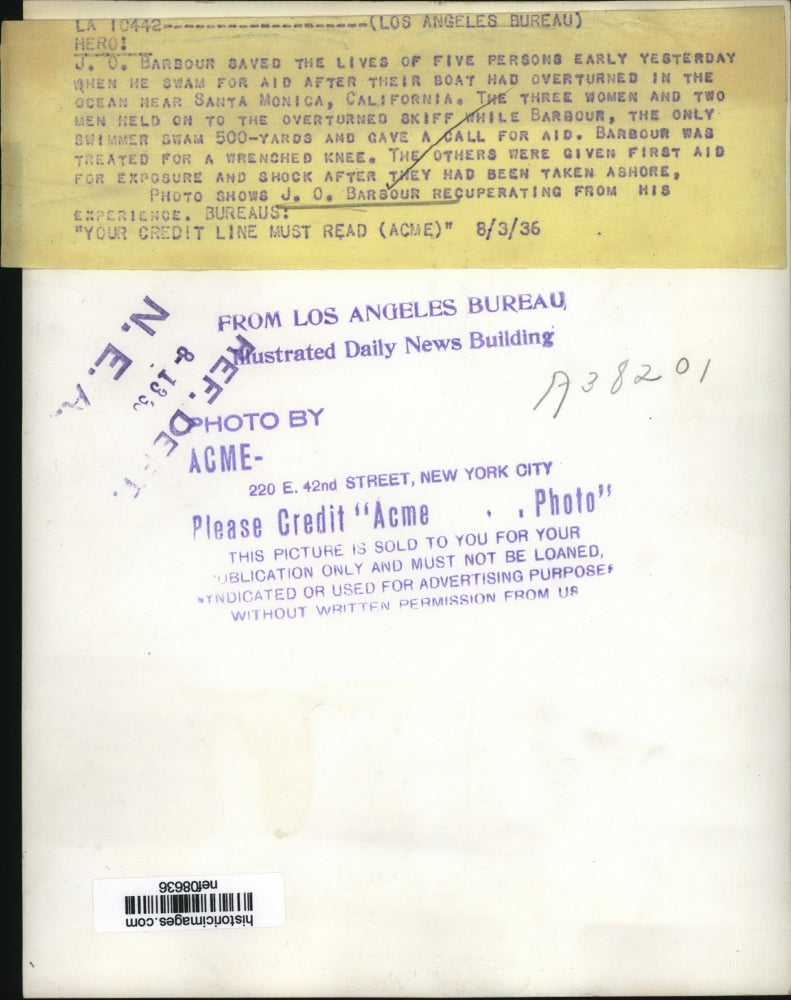 LA 10442--------------------(LOS ANGELES BUREAU)
HERO!
J. O. BARBOUR SAVED THE LIVES OF FIVE PERSONS EARLY YESTERDAY
WHEN HE SWAM FOR AID AFTER THEIR BOAT HAD OVERTURNED IN THE
OCEAN NEAR SANTA MONICA, CALIFORNIA. THE THREE WOMEN AND TWO
MEN HELD ON TO THE OVERTURNED SKIFF WHILE BARBOUR, THE ONLY
SWIMMER SWAM 500-YARDS AND GAVE A CALL FOR AID. BARBOUR WAS
TREATED FOR A WRENCHED KNEE. THE OTHERS WERE GIVEN FIRST AID
FOR EXPOSURE AND SHOCK AFTER THEY HAD BEEN TAKEN ASHORE,
PHOTO SHOWS J. O. BARBOUR RECUPERATING FROM HIS
EXPERIENCE. BUREAUS:
"YOUR CREDIT LINE MUST READ (ACME)" 8/3/36
FROM LOS ANGELES BUREAU
Illustrated Daily News Building
N. E. A.
8-13
REF. DEPT.
A38201
PHOTO BY
ACME-
220 E. 42nd STREET, NEW YORK CITY
Please Credit "Acme . . Photo"
THIS PICTURE IS SOLD TO YOU FOR YOUR
UBLICATION ONLY AND MUST NOT BE LOANED,
SYNDICATED OR USED FOR ADVERTISING PURPOSES
WITHOUT WRITTEN PERMISSION FROM US
historicimages.com
nef08636